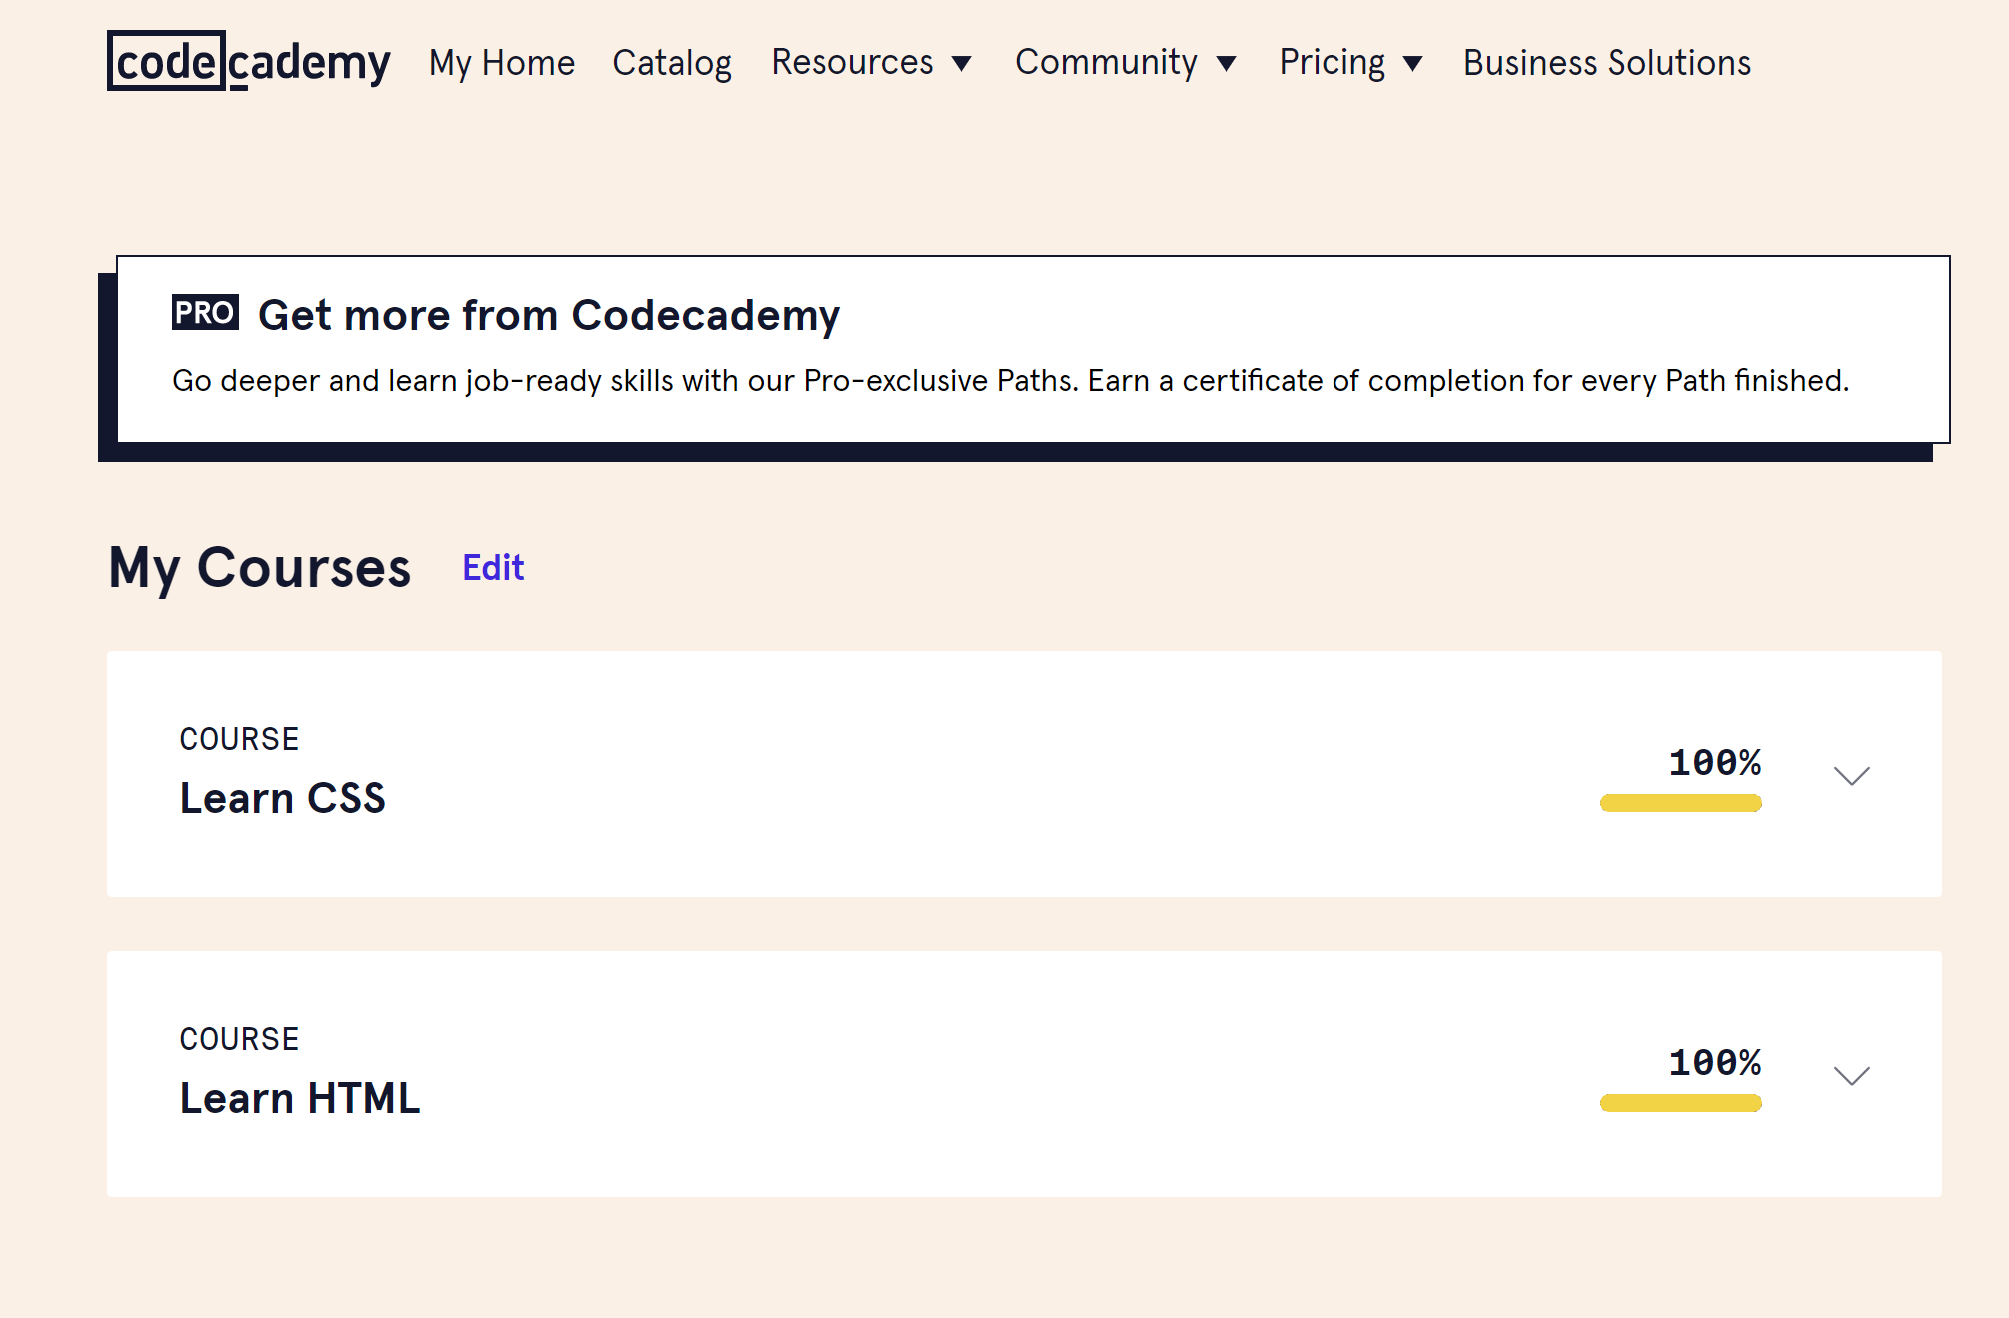 codecademy My Home Catalog Resources Community Pricing Business Solutions
PRO Get more from Codecademy
Go deeper and learn job-ready skills with our Pro-exclusive Paths. Earn a certificate of completion for every Path finished.
My Courses Edit
COURSE
Learn CSS
100%
COURSE
Learn HTML
100%